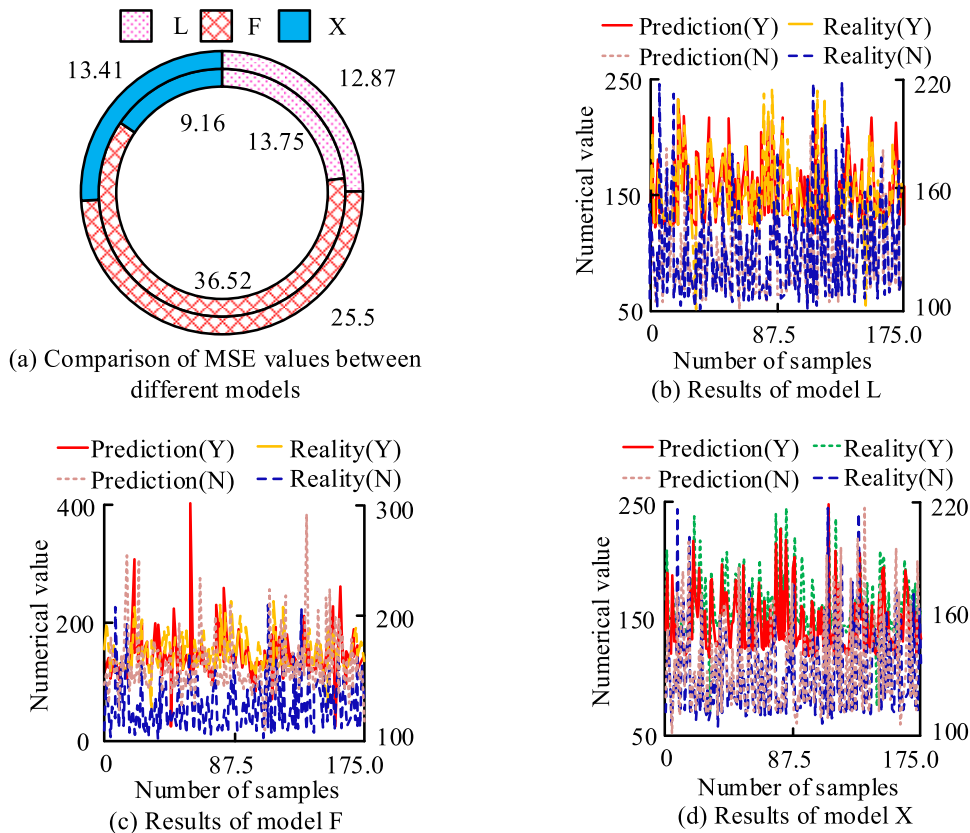 L F X
13.41
12.87
9.16
13.75
36.52
25.5
(a) Comparison of MSE values between
different models
Prediction(Y) Reality(Y)
Prediction(N) Reality(N)
250 220
Numerical value
150 160
50 100
0 87.5 175.0
Number of samples
(b) Results of model L
Prediction(Y) Reality(Y)
Prediction(N) Reality(N)
400 300
Numerical value
200 200
0 100
0 87.5 175.0
Number of samples
(c) Results of model F
Prediction(Y) Reality(Y)
Prediction(N) Reality(N)
250 220
Numerical value
150 160
50 100
0 87.5 175.0
Number of samples
(d) Results of model X